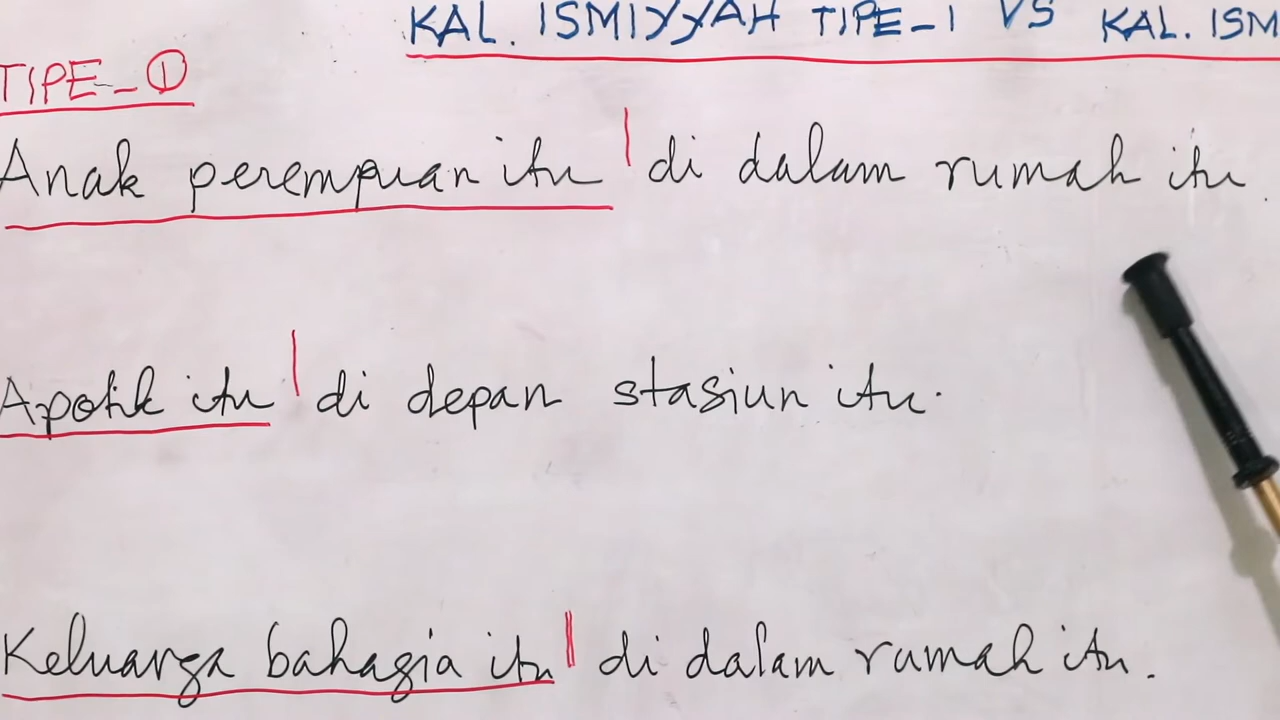 KAL. ISMIYYAH TIPE-1 VS KAL. ISM
TIPE-①
Anak perempuan itu | di dalam rumah itu.
Apotik itu | di depan stasiun itu.
Keluarga bahagia itu | di dalam rumah itu.